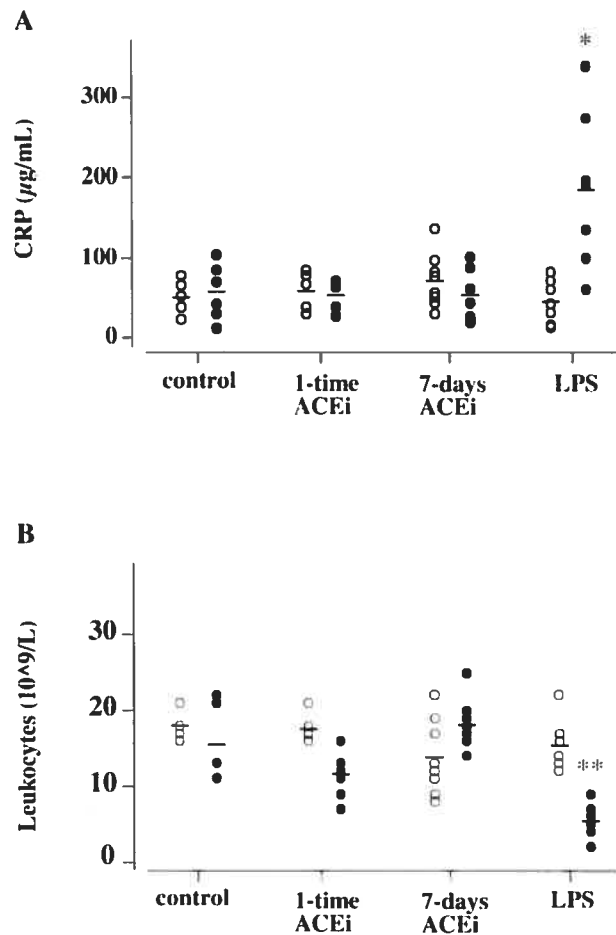 A
*
CRP (µg/mL)
300
200
100
0
control
1-time
ACEi
7-days
ACEi
LPS
B
Leukocytes (10^9/L)
30
20
10
0
**
control
1-time
ACEi
7-days
ACEi
LPS